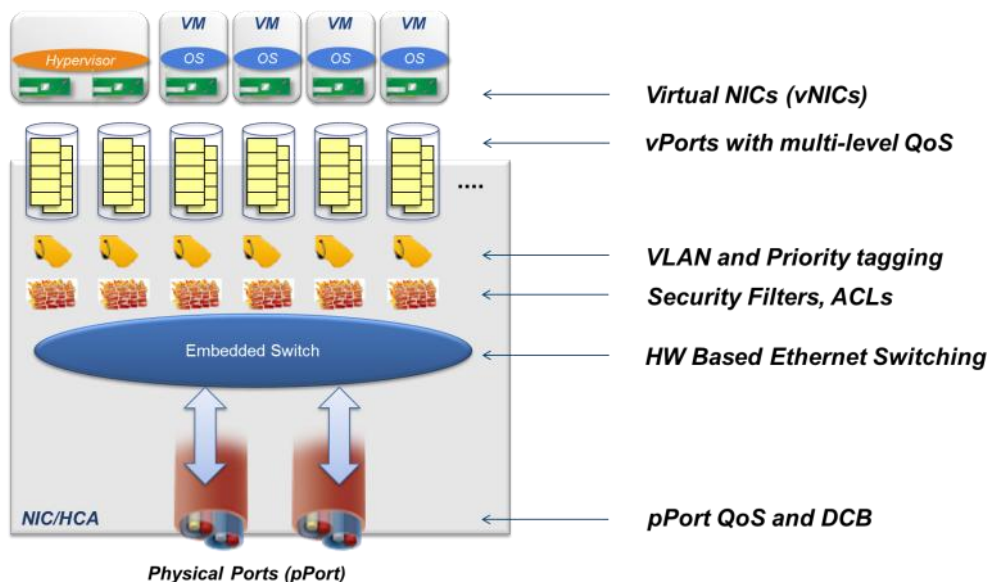 VM VM VM VM
Hypervisor OS OS OS OS
Virtual NICs (vNICs)
vPorts with multi-level QoS
....
VLAN and Priority tagging
Security Filters, ACLs
Embedded Switch
HW Based Ethernet Switching
NIC/HCA
pPort QoS and DCB
Physical Ports (pPort)